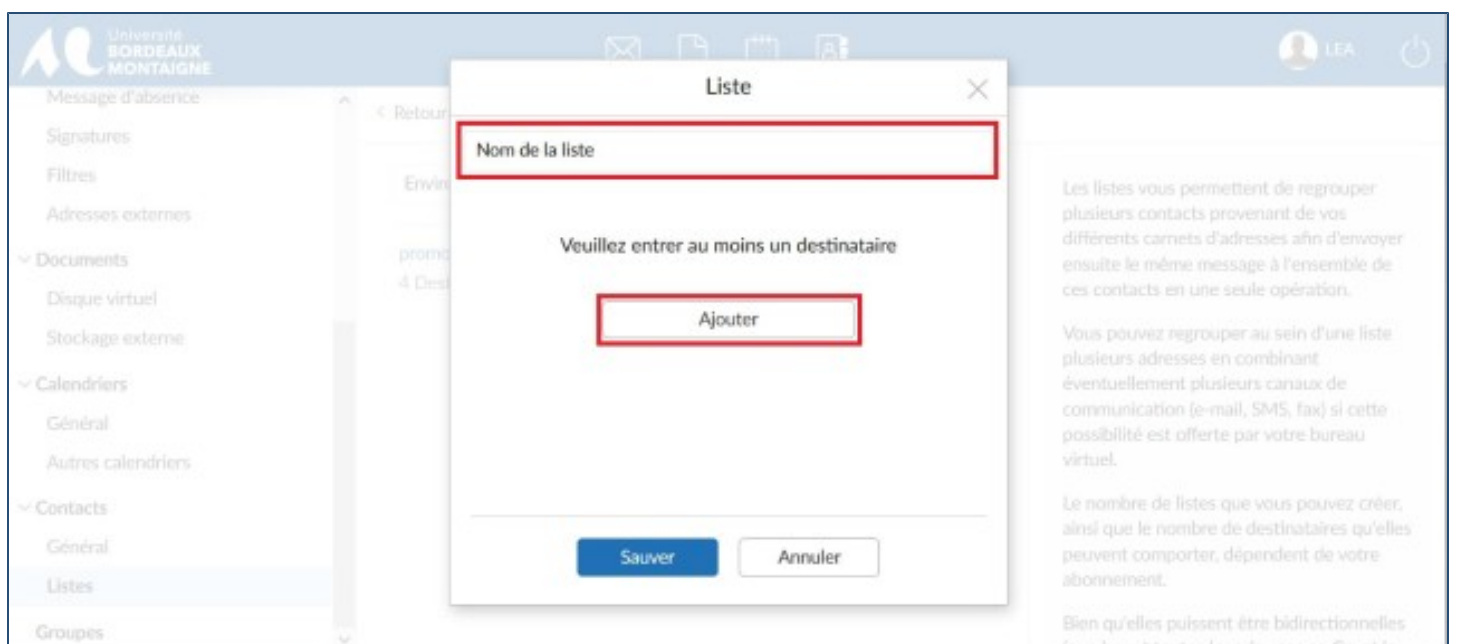 Université
BORDEAUX
MONTAIGNE
LEA
Message d'absence
Signatures
Filtres
Adresses externes
Documents
Disque virtuel
Stockage externe
Calendriers
Général
Autres calendriers
Contacts
Général
Listes
Groupes
< Retour
promo
Liste
Nom de la liste
Veuillez entrer au moins un destinataire
Ajouter
Sauver
Annuler
Les listes vous permettent de regrouper
plusieurs contacts provenant de vos
différents carnets d'adresses afin d'envoyer
ensuite le même message à l'ensemble de
ces contacts en une seule opération.
Vous pouvez regrouper au sein d'une liste
plusieurs adresses en combinant
éventuellement plusieurs canaux de
communication (e-mail, SMS, fax) si cette
possibilité est offerte par votre bureau
virtuel.
Le nombre de listes que vous pouvez créer,
ainsi que le nombre de destinataires qu'elles
peuvent comporter, dépendent de votre
abonnement.
Bien qu'elles puissent être bidirectionnelles